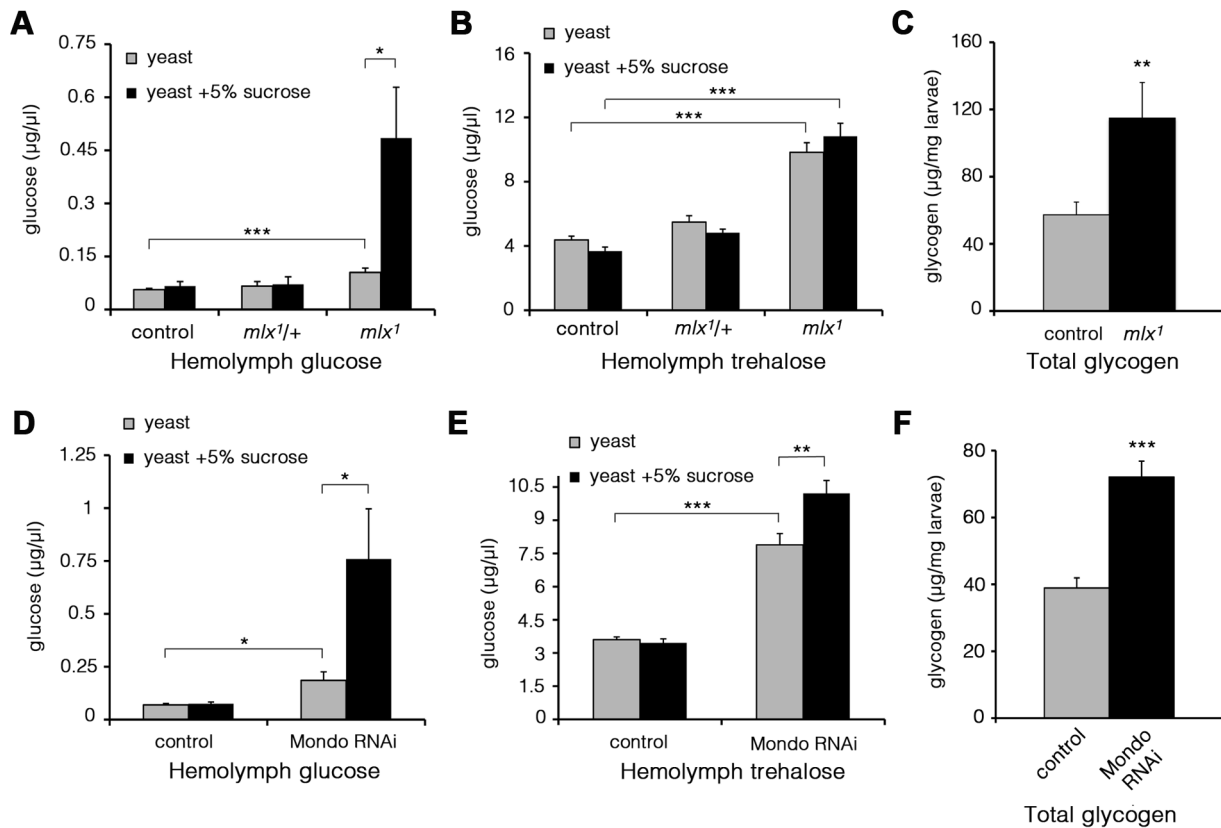 A
0.75
0.6
0.45
0.3
0.15
0
glucose (µg/µl)
yeast
yeast +5% sucrose
*
***
control
mlx¹/+
mlx¹
Hemolymph glucose
B
16
12
8
4
0
glucose (µg/µl)
yeast
yeast +5% sucrose
***
***
control
mlx¹/+
mlx¹
Hemolymph trehalose
C
160
120
80
40
0
glycogen (µg/mg larvae)
**
control
mlx¹
Total glycogen
D
1.25
1
0.75
0.5
0.25
0
glucose (µg/µl)
yeast
yeast +5% sucrose
*
*
control
Mondo RNAi
Hemolymph glucose
E
10.5
9
7.5
4.5
3
1.5
0
glucose (µg/µl)
yeast
yeast +5% sucrose
**
***
control
Mondo RNAi
Hemolymph trehalose
F
80
60
40
20
0
glycogen (µg/mg larvae)
***
control
Mondo
RNAi
Total glycogen